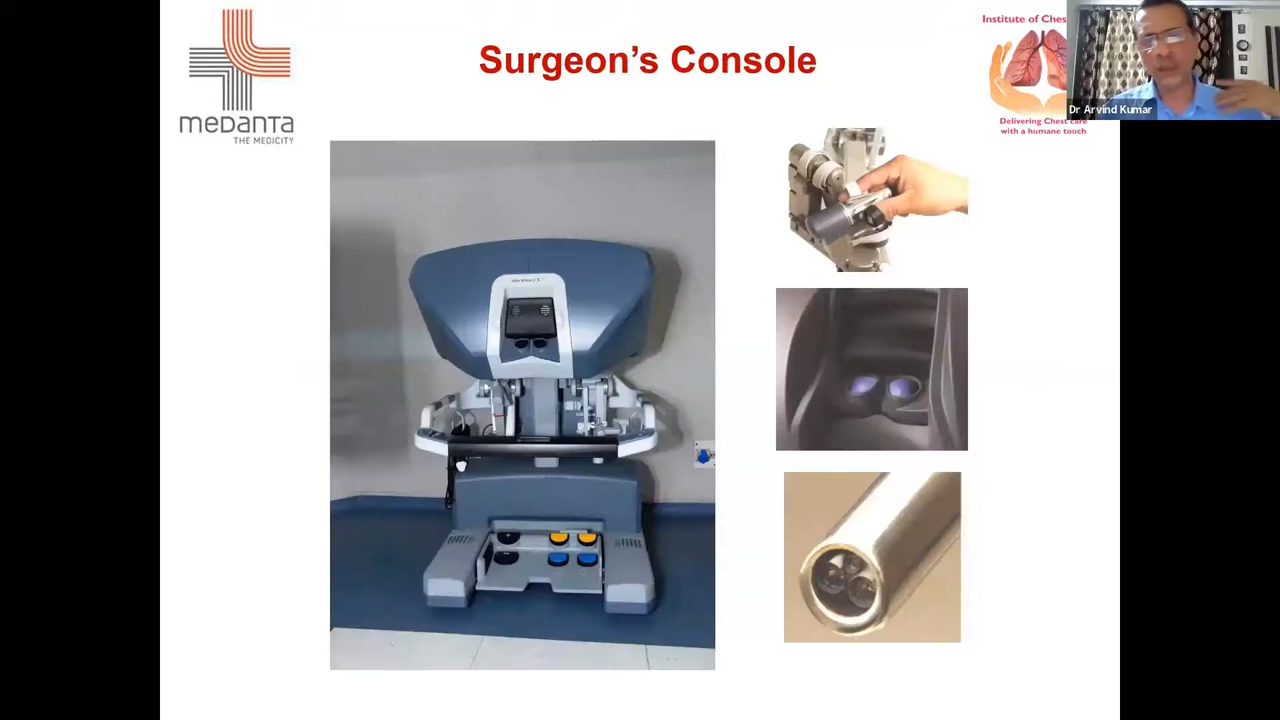 medanTa
THE MEDICITY
Surgeon's Console
Institute of Ches
Dr Arvind Kumar
Delivering Chest care
with a humane touch